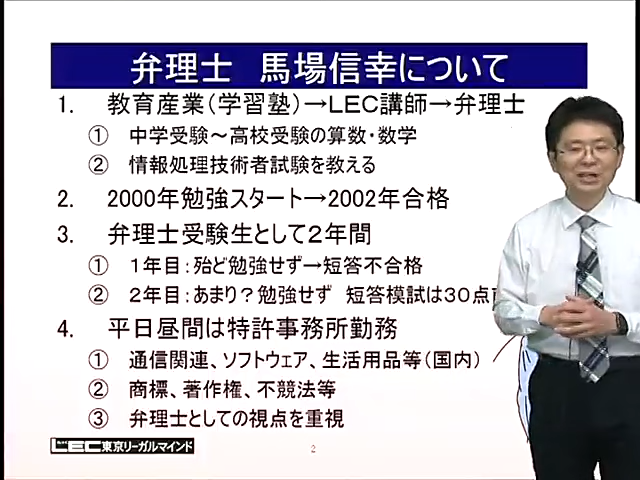 弁理士　馬場信幸について
1.　教育産業(学習塾)→LEC講師→弁理士
①　中学受験～高校受験の算数・数学
②　情報処理技術者試験を教える
2.　2000年勉強スタート→2002年合格
3.　弁理士受験生として2年間
①　1年目：殆ど勉強せず→短答不合格
②　2年目：あまり？勉強せず　短答模試は30点
4.　平日昼間は特許事務所勤務
①　通信関連、ソフトウェア、生活用品等(国内)
②　商標、著作権、不競法等
③　弁理士としての視点を重視
LEC東京リーガルマインド
2